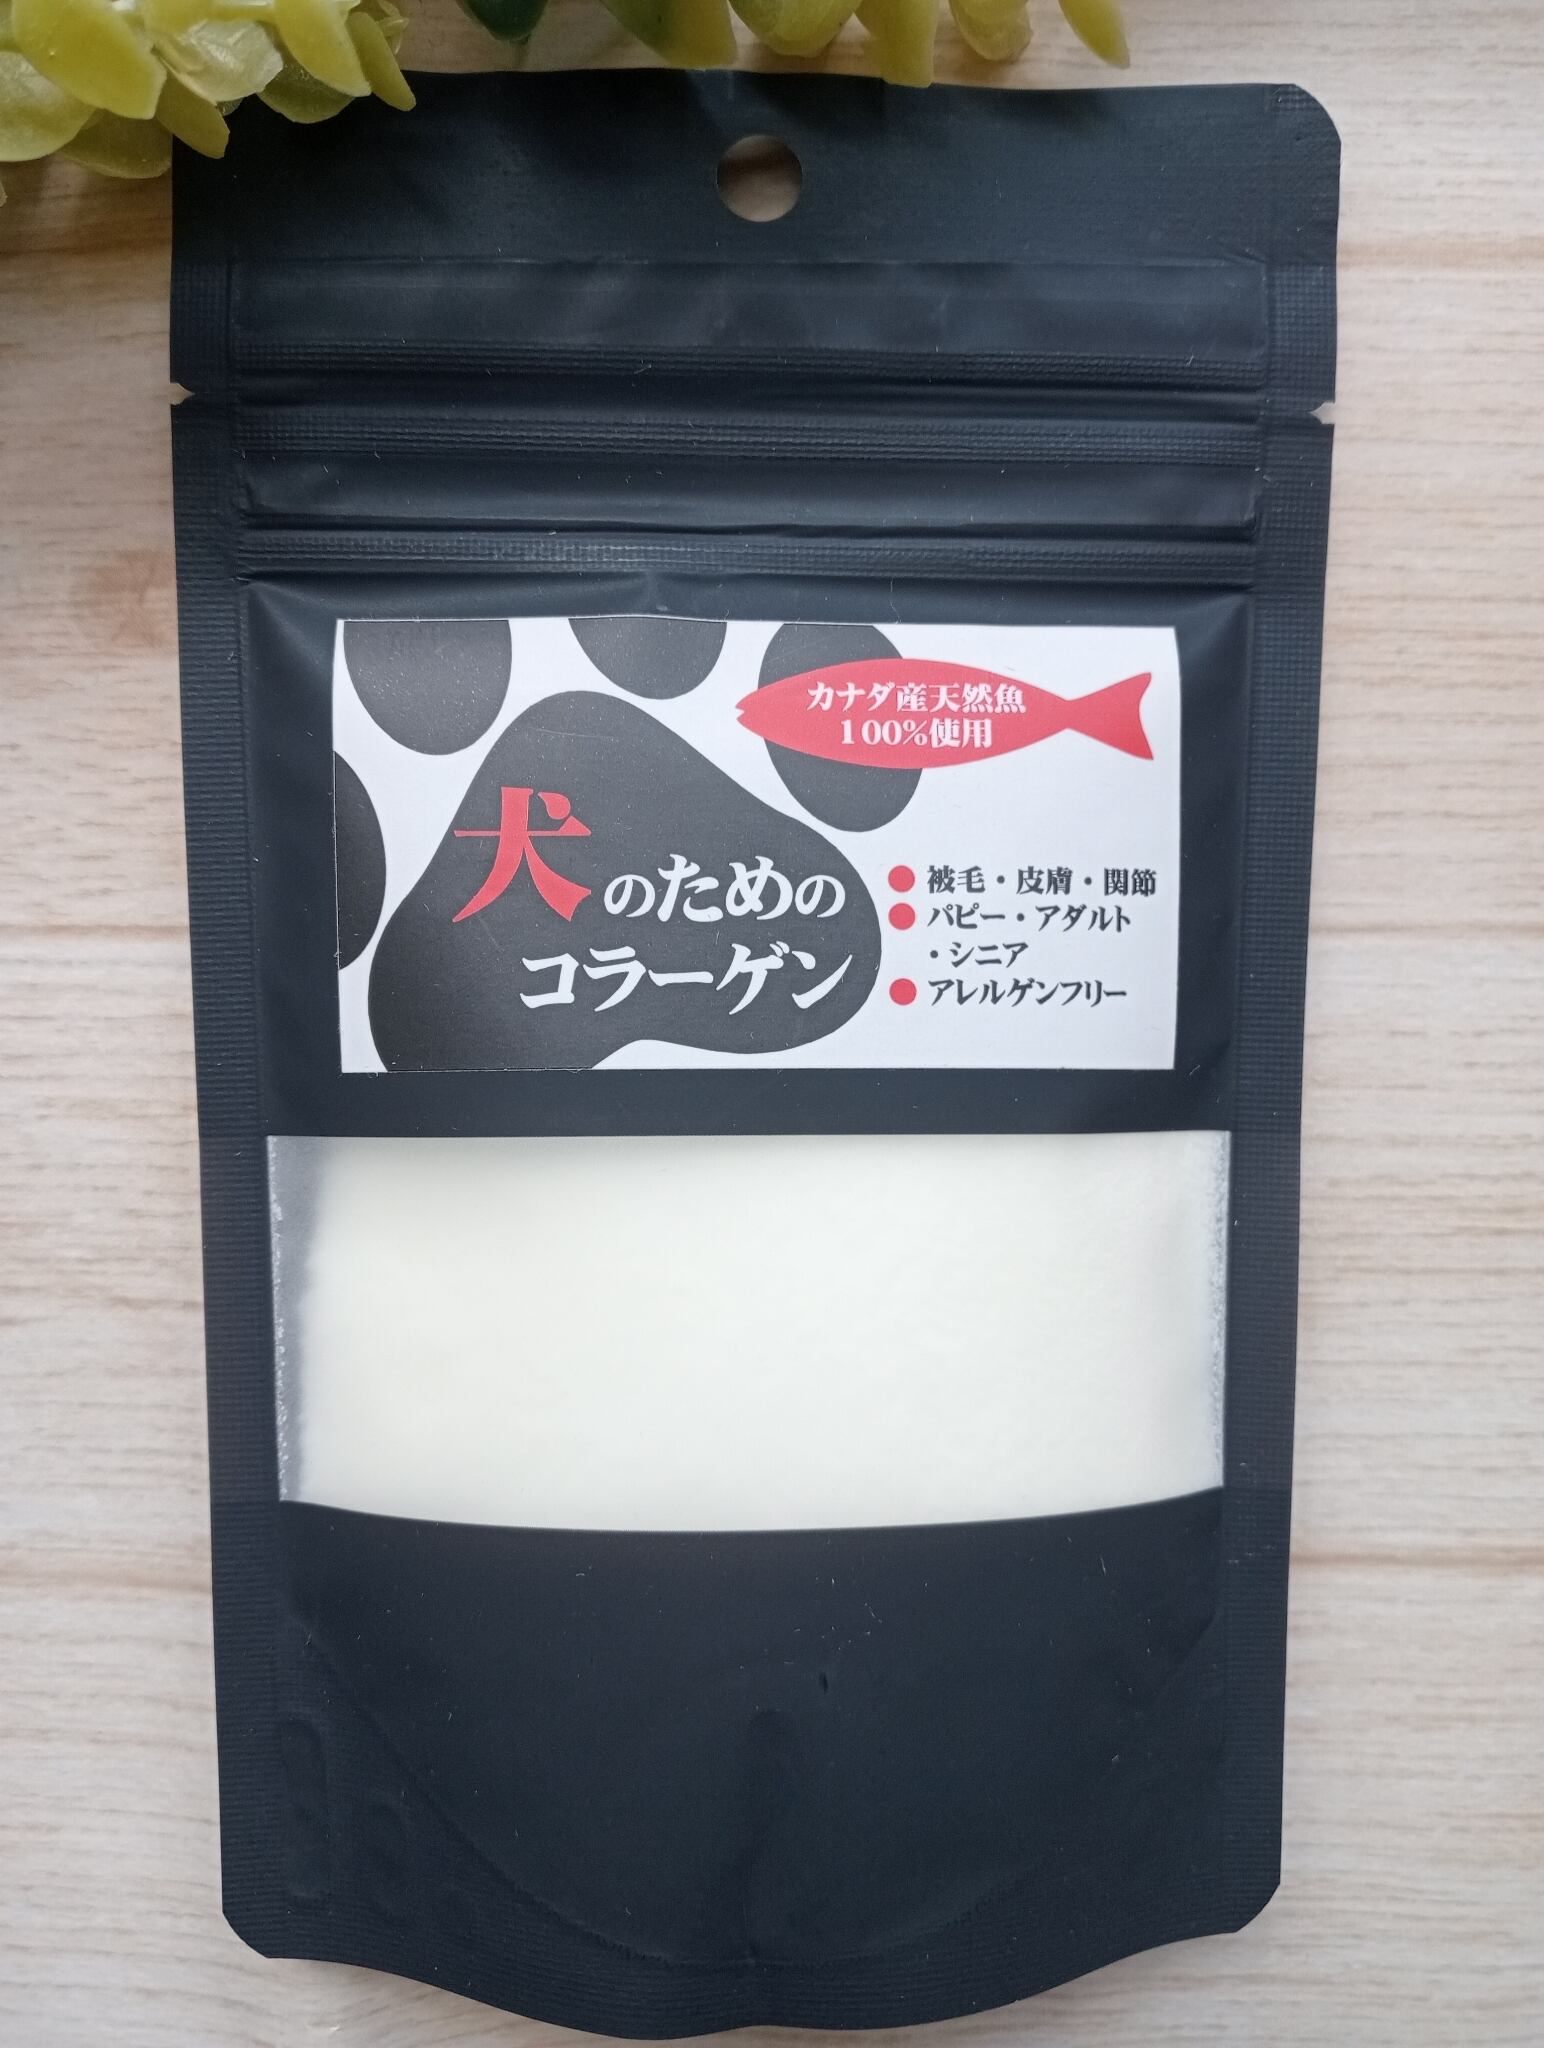 カナダ産天然魚
100%使用
犬のための
コラーゲン
● 被毛・皮膚・関節
● パピー・アダルト
・シニア
● アレルゲンフリー